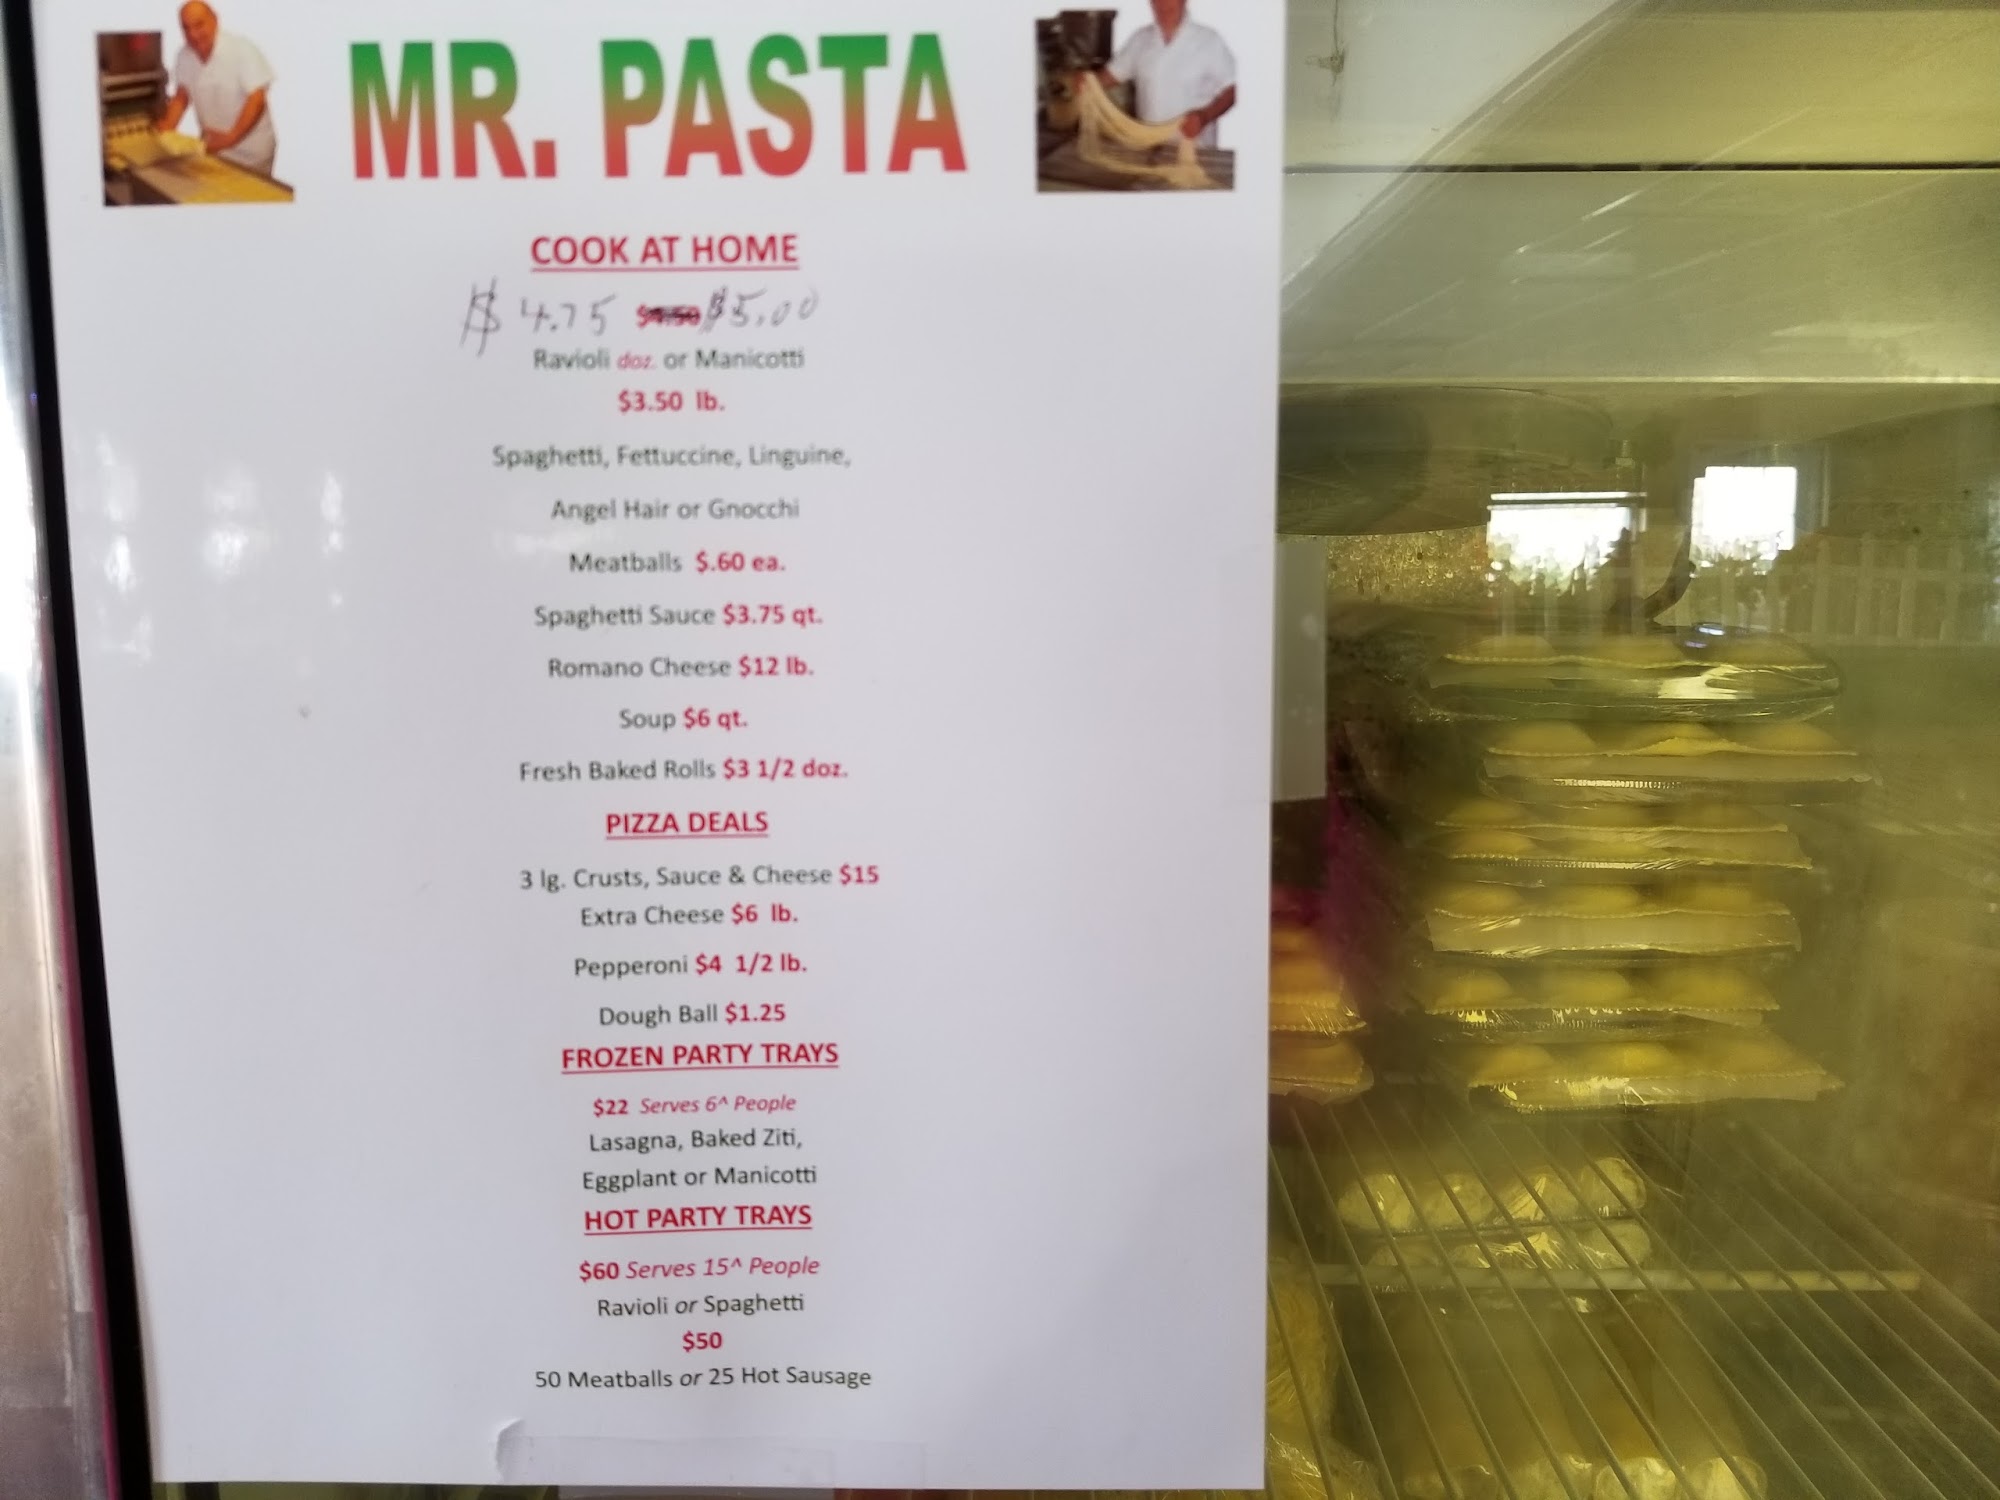 MR. PASTA
COOK AT HOME
$ 4.75 $4.50 $5.00
Ravioli doz. or Manicotti
$3.50 lb.
Spaghetti, Fettuccine, Linguine,
Angel Hair or Gnocchi
Meatballs $.60 ea.
Spaghetti Sauce $3.75 qt.
Romano Cheese $12 lb.
Soup $6 qt.
Fresh Baked Rolls $3 1/2 doz.
PIZZA DEALS
3 lg. Crusts, Sauce & Cheese $15
Extra Cheese $6 lb.
Pepperoni $4 1/2 lb.
Dough Ball $1.25
FROZEN PARTY TRAYS
$22 Serves 6^ People
Lasagna, Baked Ziti,
Eggplant or Manicotti
HOT PARTY TRAYS
$60 Serves 15^ People
Ravioli or Spaghetti
$50
50 Meatballs or 25 Hot Sausage